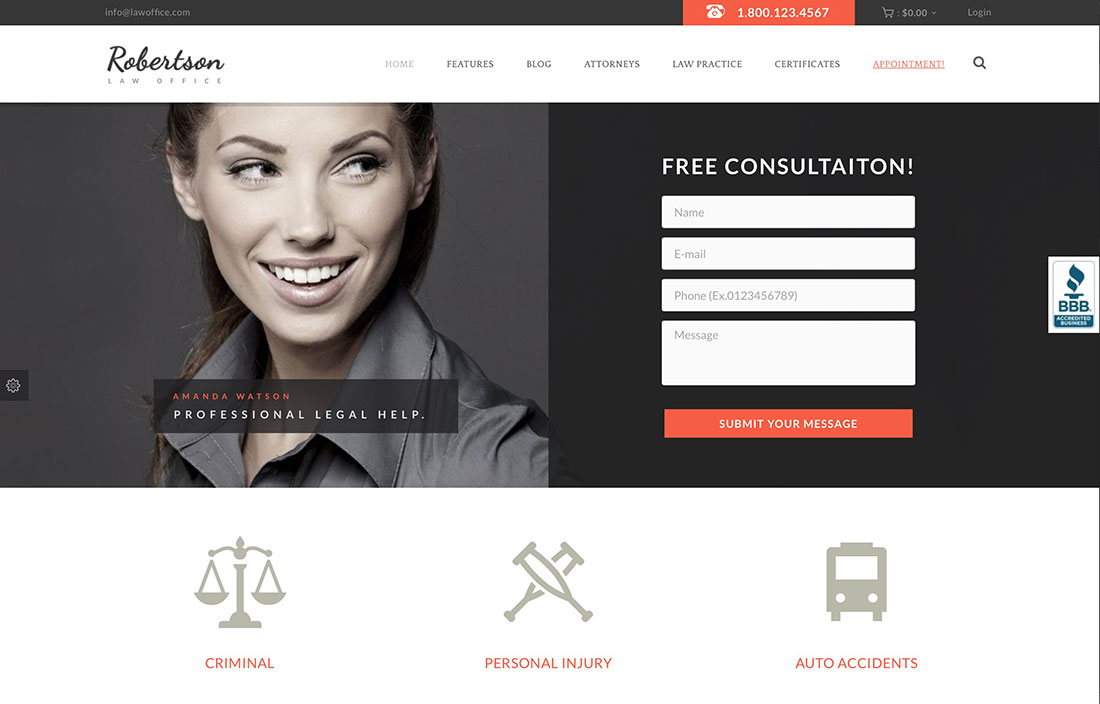 info@lawoffice.com
1.800.123.4567
: $0.00
Login
Robertson
LAW OFFICE
HOME
FEATURES
BLOG
ATTORNEYS
LAW PRACTICE
CERTIFICATES
APPOINTMENT!
FREE CONSULTAITON!
Name
E-mail
Phone (Ex.0123456789)
Message
SUBMIT YOUR MESSAGE
AMANDA WATSON
PROFESSIONAL LEGAL HELP.
BBB
ACCREDITED
BUSINESS
CRIMINAL
PERSONAL INJURY
AUTO ACCIDENTS